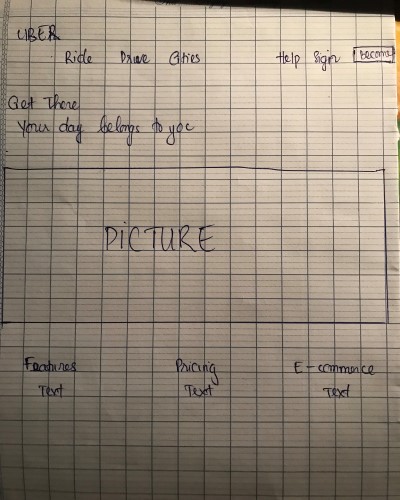 UBER
Ride Drive Cities Help Sign Become
Get There
Your day belongs to you
PiCTURE
Features Pricing E-commerce
Text Text Text